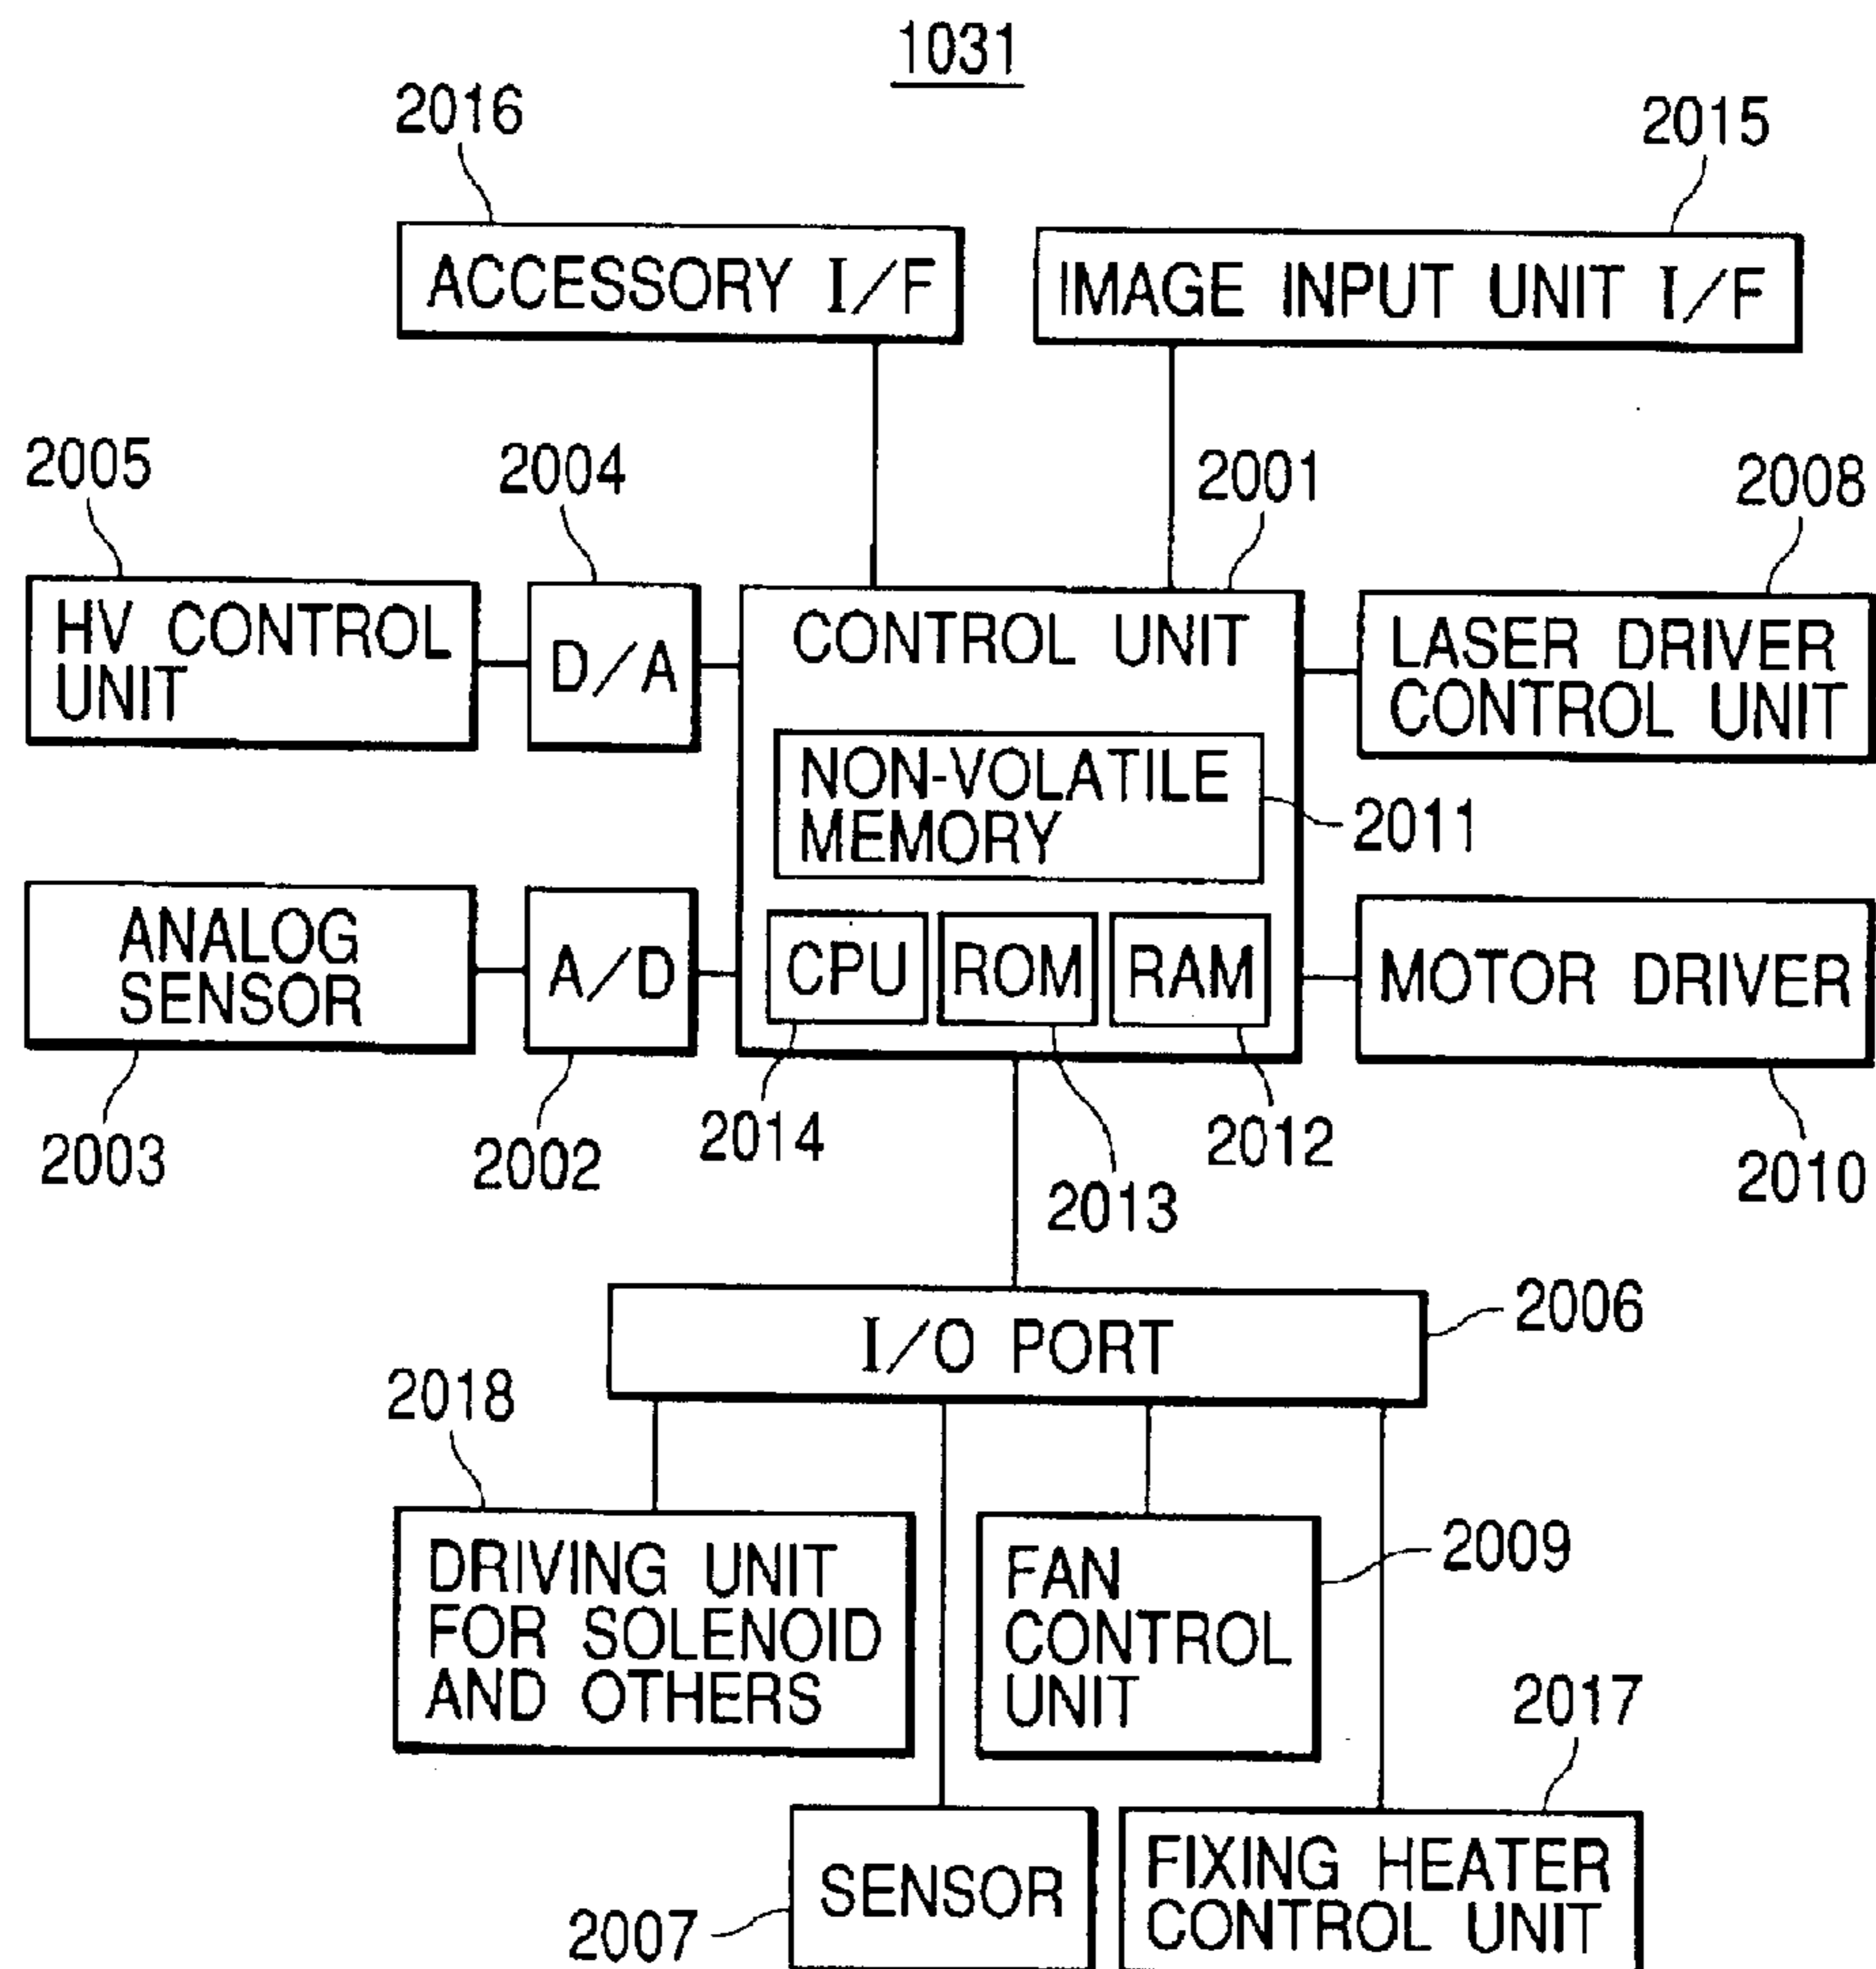 1031
2016
2015
ACCESSORY I/F
IMAGE INPUT UNIT I/F
2005
2004
2001
2008
HV CONTROL
UNIT
D/A
CONTROL UNIT
LASER DRIVER
CONTROL UNIT
NON-VOLATILE
MEMORY
2011
ANALOG
SENSOR
A/D
CPU
ROM
RAM
MOTOR DRIVER
2003
2002
2014
2013
2012
2010
I/O PORT
2006
2018
DRIVING UNIT
FOR SOLENOID
AND OTHERS
FAN
CONTROL
UNIT
2009
2017
SENSOR
2007
FIXING HEATER
CONTROL UNIT